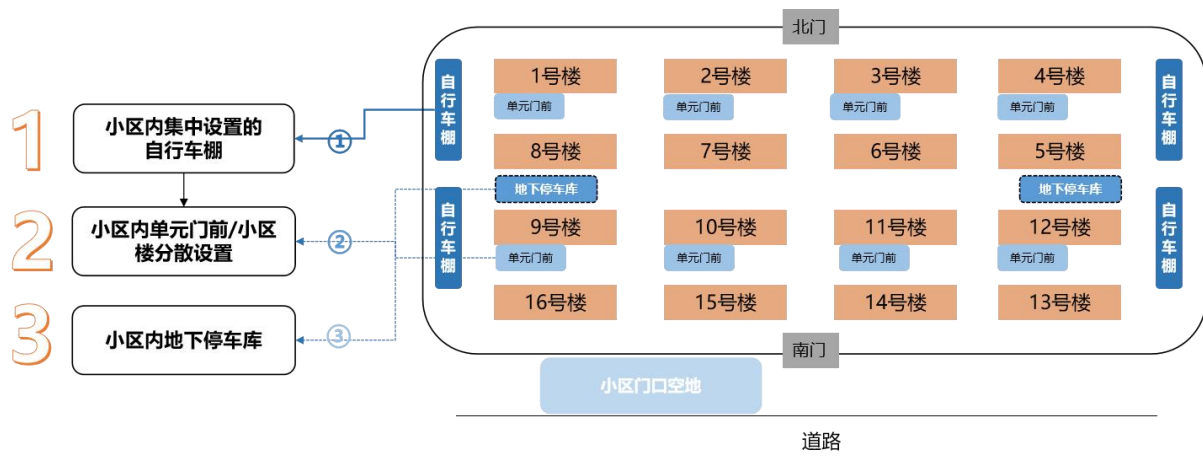 北门
1
小区内集中设置的
自行车棚
①
自行车棚
1号楼
2号楼
3号楼
4号楼
自行车棚
单元门前
单元门前
单元门前
单元门前
8号楼
7号楼
6号楼
5号楼
地下停车库
地下停车库
2
小区内单元门前/小区
楼分散设置
②
自行车棚
9号楼
10号楼
11号楼
12号楼
自行车棚
单元门前
单元门前
单元门前
单元门前
16号楼
15号楼
14号楼
13号楼
3
小区内地下停车库
③
南门
小区门口空地
道路